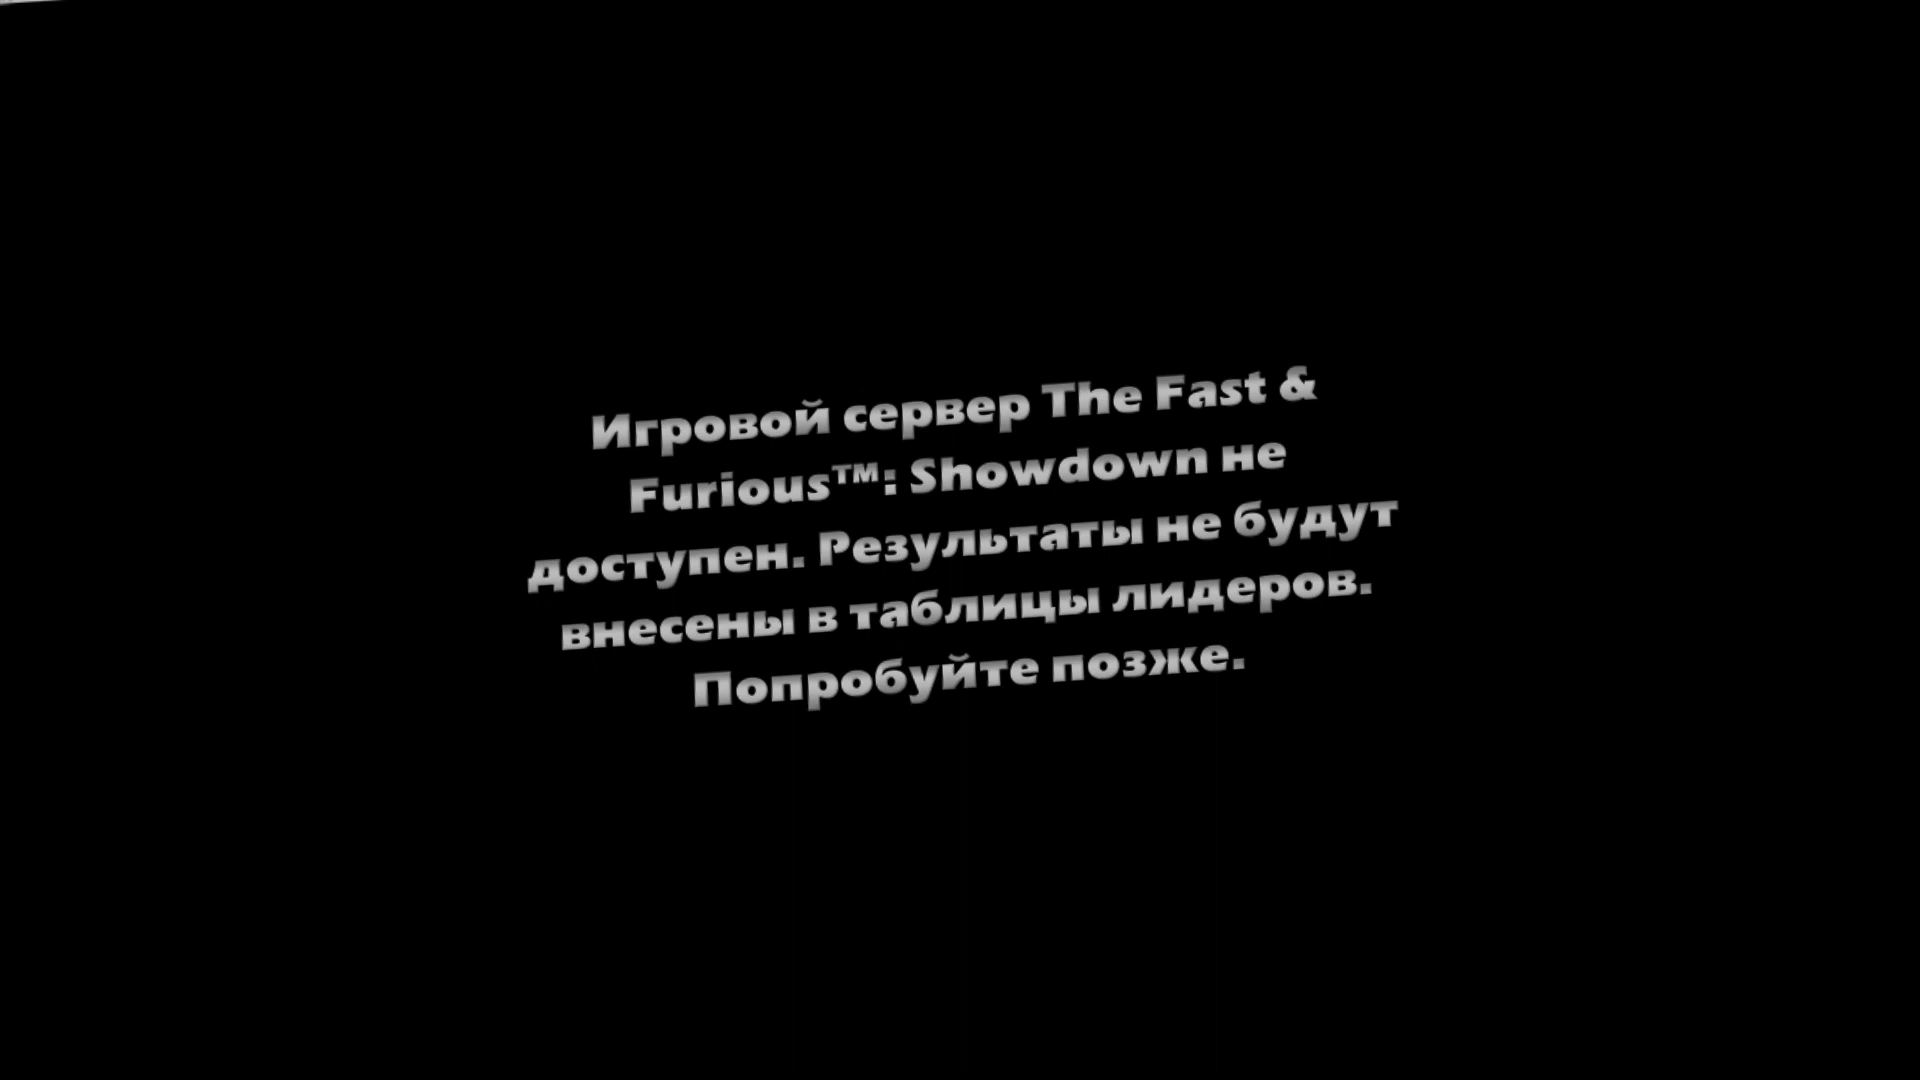 Игровой сервер The Fast &
Furious™: Showdown не
доступен. Результаты не будут
внесены в таблицы лидеров.
Попробуйте позже.